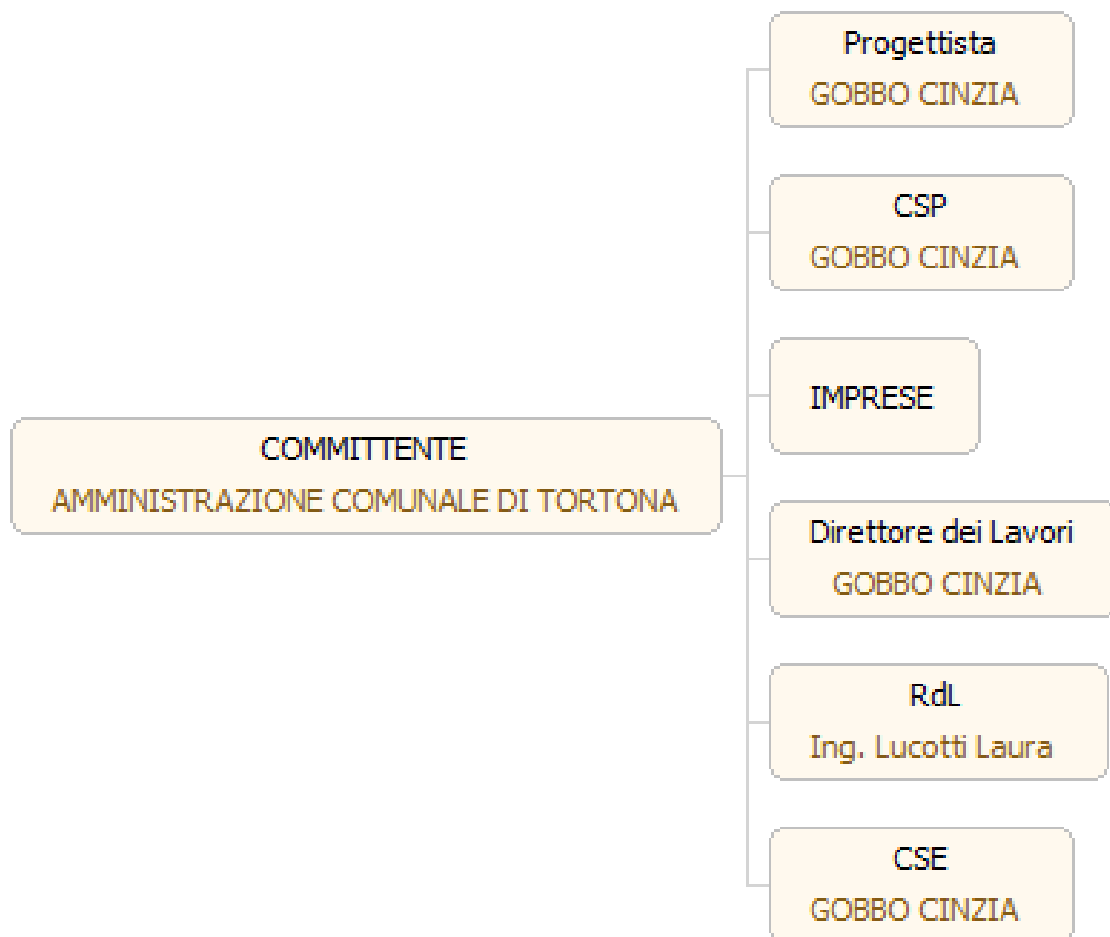 Progettista
GOBBO CINZIA
CSP
GOBBO CINZIA
IMPRESE
COMMITTENTE
AMMINISTRAZIONE COMUNALE DI TORTONA
Direttore dei Lavori
GOBBO CINZIA
RdL
Ing. Lucotti Laura
CSE
GOBBO CINZIA